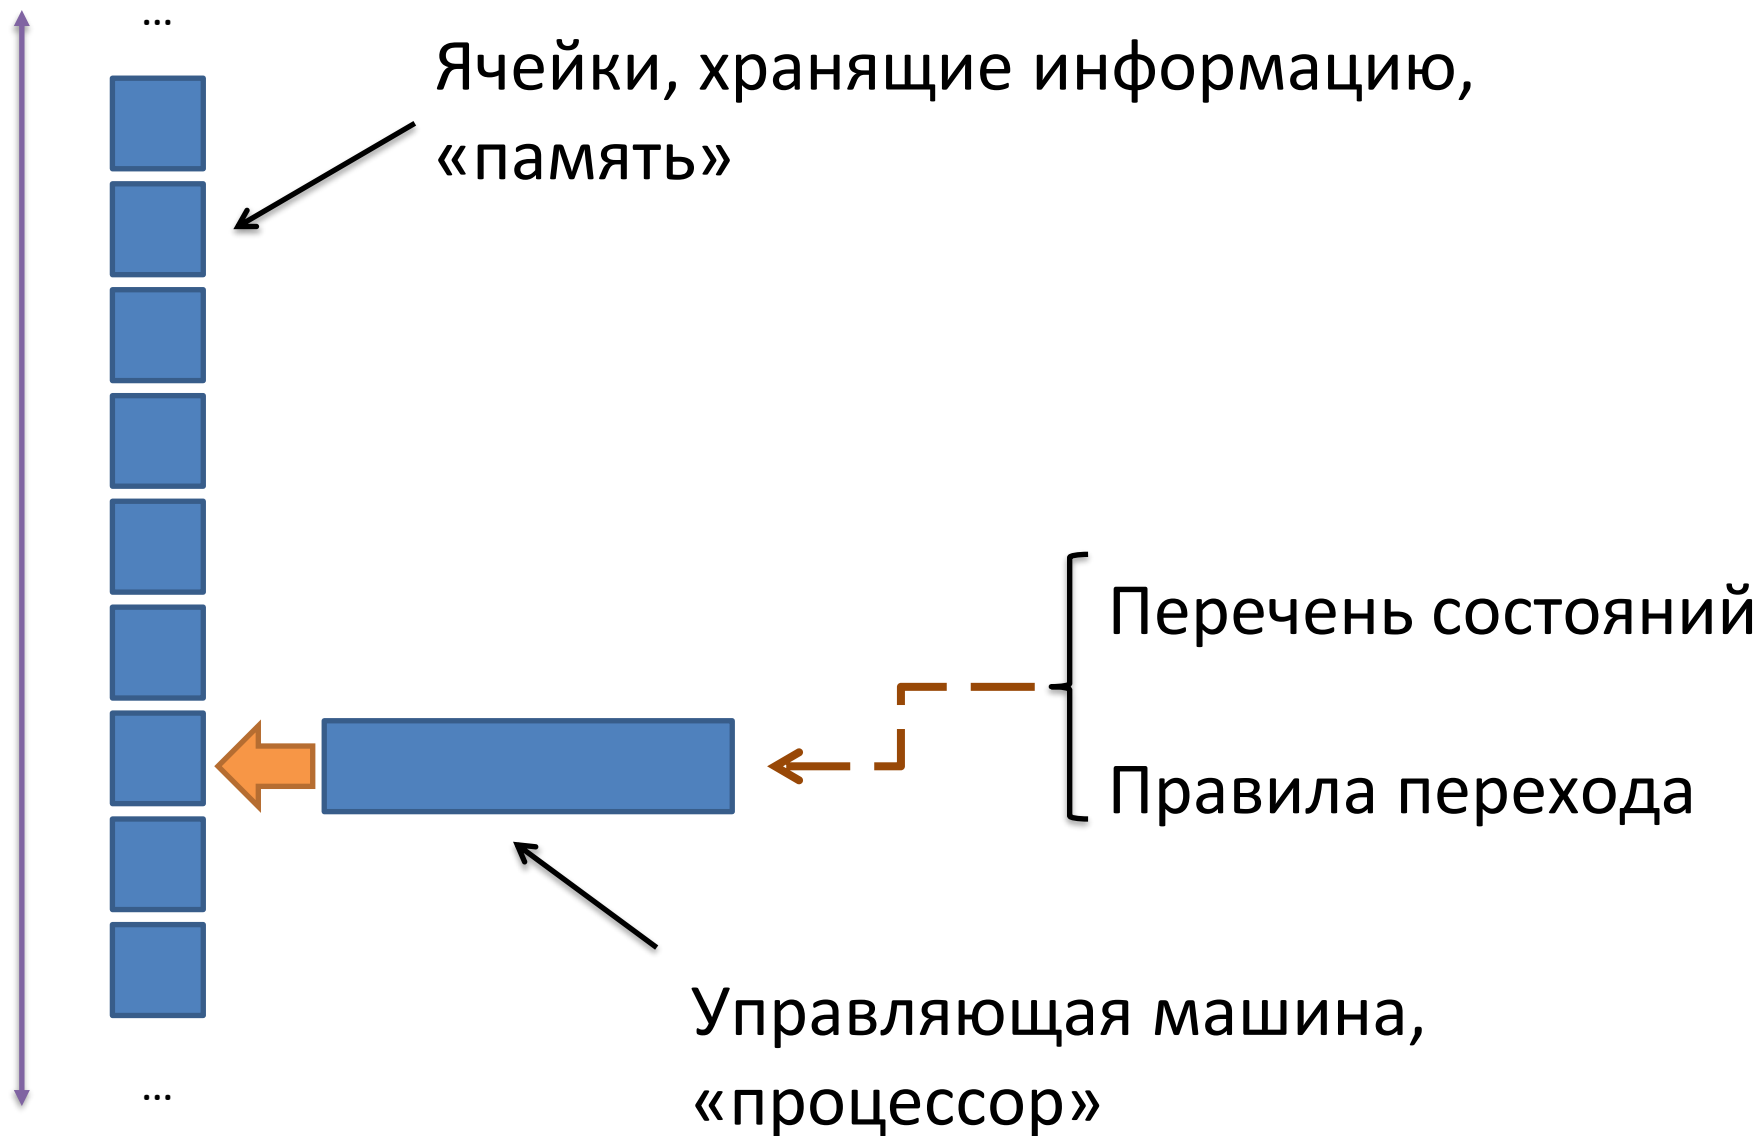 ...
Ячейки, хранящие информацию,
«память»
Перечень состояний
Правила перехода
Управляющая машина,
«процессор»
...